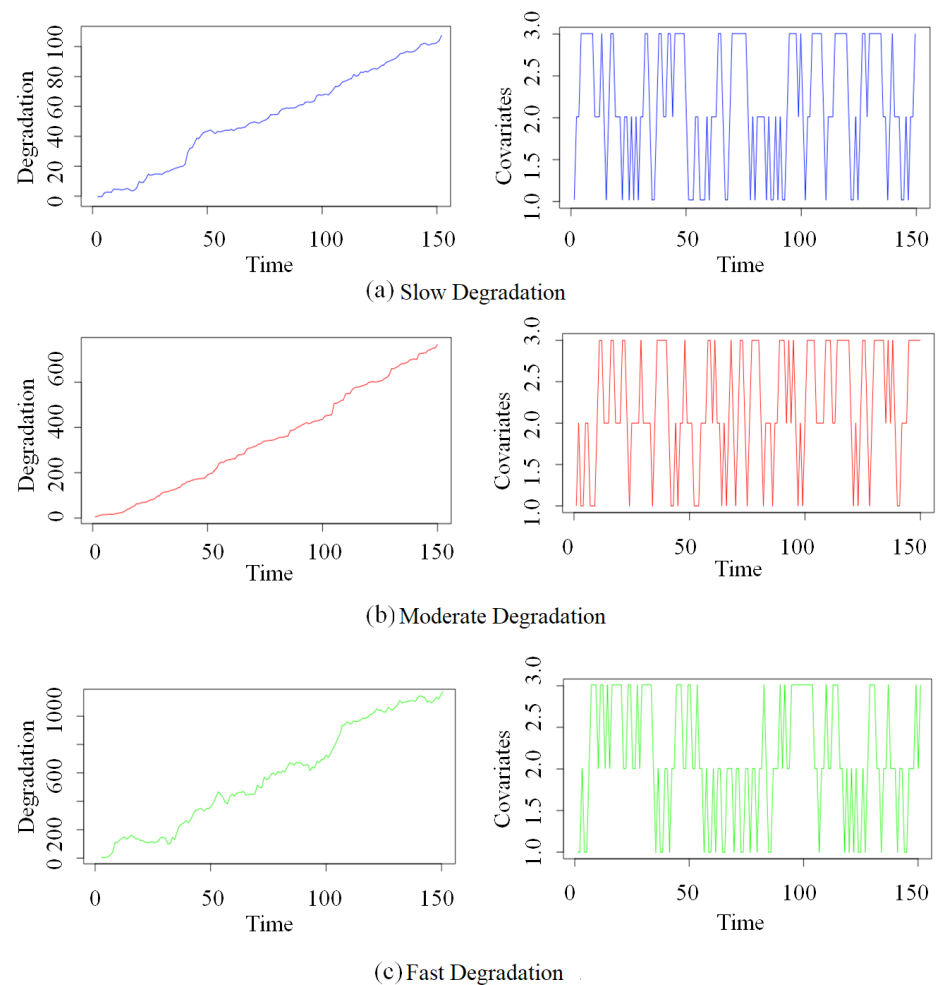 Degradation
0 20 40 60 80 100
0 50 100 150
Time
Covariates
1.0 1.5 2.0 2.5 3.0
0 50 100 150
Time
(a) Slow Degradation
Degradation
0 200 400 600
0 50 100 150
Time
Covariates
1.0 1.5 2.0 2.5 3.0
0 50 100 150
Time
(b) Moderate Degradation
Degradation
0 200 600 1000
0 50 100 150
Time
Covariates
1.0 1.5 2.0 2.5 3.0
0 50 100 150
Time
(c) Fast Degradation